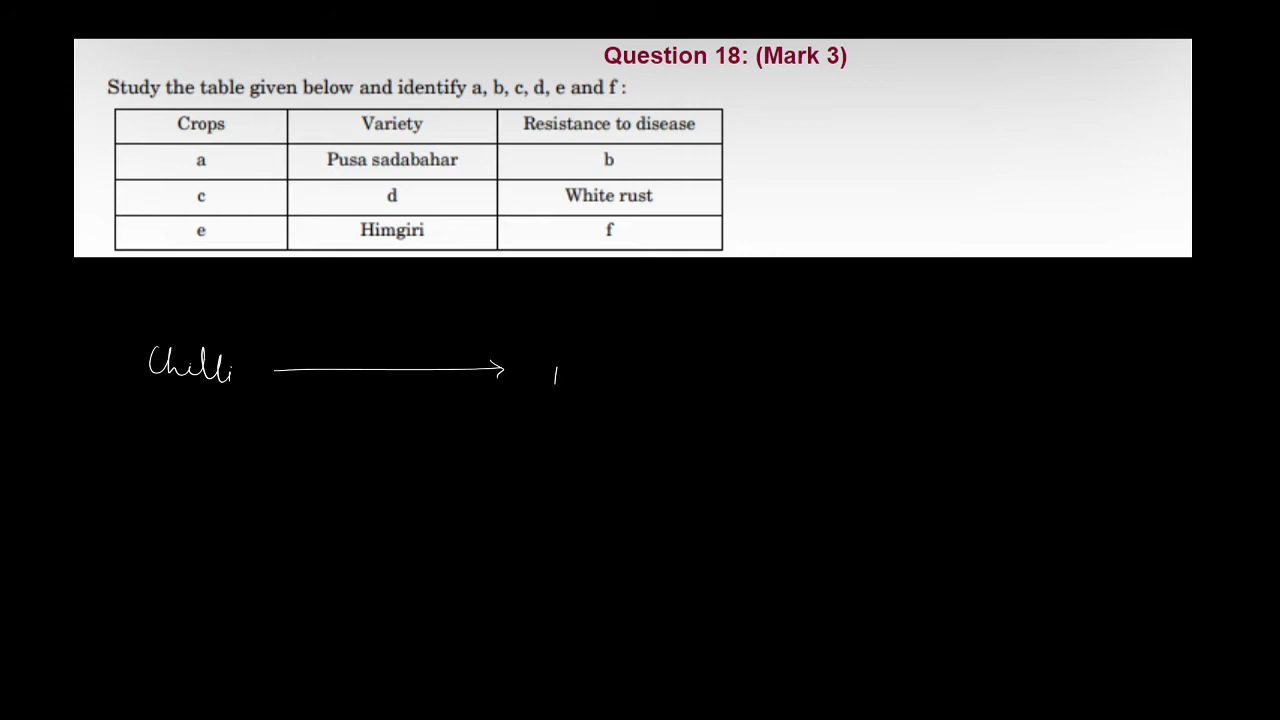 Question 18: (Mark 3)
Study the table given below and identify a, b, c, d, e and f :
Crops Variety Resistance to disease
a Pusa sadabahar b
c d White rust
e Himgiri f
Chilli →